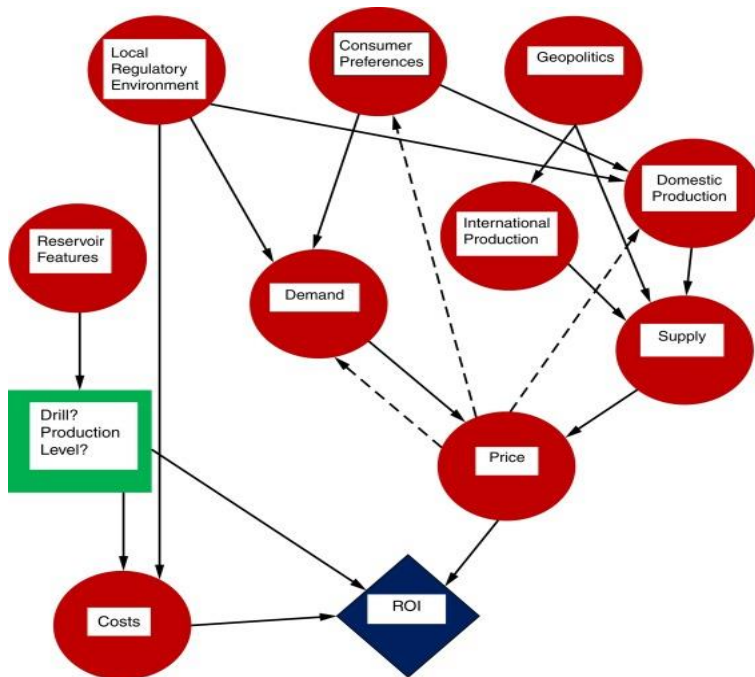 Local
Regulatory
Environment
Consumer
Preferences
Geopolitics
Domestic
Production
International
Production
Reservoir
Features
Demand
Supply
Drill?
Production
Level?
Price
Costs
ROI